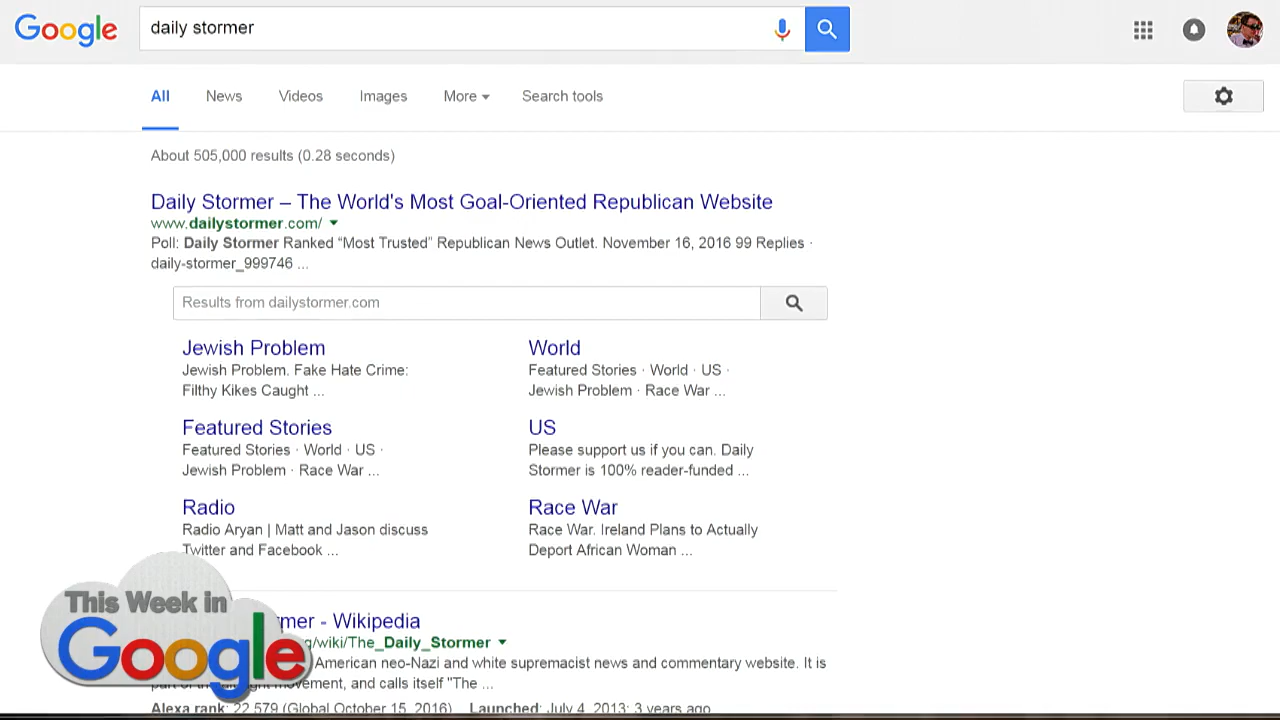 Google
daily stormer
All News Videos Images More Search tools
About 505,000 results (0.28 seconds)
Daily Stormer – The World's Most Goal-Oriented Republican Website
www.dailystormer.com/
Poll: Daily Stormer Ranked “Most Trusted” Republican News Outlet. November 16, 2016 99 Replies ·
daily-stormer_999746 ...
Results from dailystormer.com
Jewish Problem
Jewish Problem. Fake Hate Crime:
Filthy Kikes Caught ...
World
Featured Stories · World · US ·
Jewish Problem · Race War ...
Featured Stories
Featured Stories · World · US ·
Jewish Problem · Race War ...
US
Please support us if you can. Daily
Stormer is 100% reader-funded ...
Radio
Radio Aryan | Matt and Jason discuss
Twitter and Facebook ...
Race War
Race War. Ireland Plans to Actually
Deport African Woman ...
- Wikipedia
/wiki/The_Daily_Stormer
American neo-Nazi and white supremacist news and commentary website. It is
movement, and calls itself "The ...
Alexa rank: 22,579 (Global October 15, 2016) Launched: July 4, 2013; 3 years ago
This Week in
Google